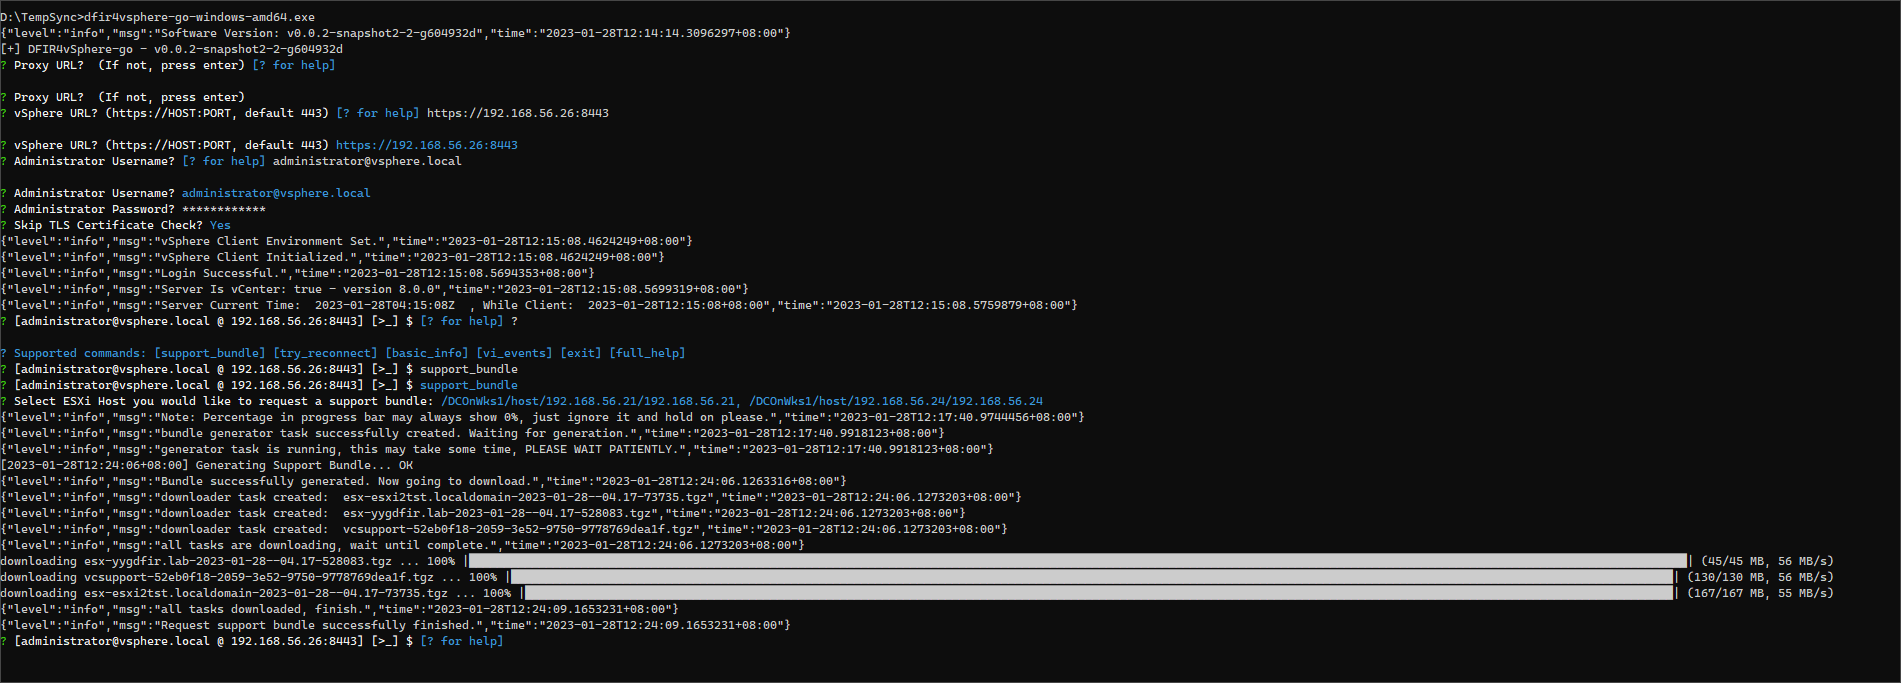 D:\TempSync>dfir4vsphere-go-windows-amd64.exe
{"level":"info","msg":"Software Version: v0.0.2-snapshot2-2-g604932d","time":"2023-01-28T12:14:14.3096297+08:00"}
[+] DFIR4vSphere-go - v0.0.2-snapshot2-2-g604932d
? Proxy URL?  (If not, press enter) [? for help]
? Proxy URL?  (If not, press enter)
? vSphere URL? (https://HOST:PORT, default 443) [? for help] https://192.168.56.26:8443
? vSphere URL? (https://HOST:PORT, default 443) https://192.168.56.26:8443
? Administrator Username? [? for help] administrator@vsphere.local
? Administrator Username? administrator@vsphere.local
? Administrator Password? ************
? Skip TLS Certificate Check? Yes
{"level":"info","msg":"vSphere Client Environment Set.","time":"2023-01-28T12:15:08.4624249+08:00"}
{"level":"info","msg":"vSphere Client Initialized.","time":"2023-01-28T12:15:08.4624249+08:00"}
{"level":"info","msg":"Login Successful.","time":"2023-01-28T12:15:08.5694353+08:00"}
{"level":"info","msg":"Server Is vCenter: true - version 8.0.0","time":"2023-01-28T12:15:08.5699319+08:00"}
{"level":"info","msg":"Server Current Time:  2023-01-28T04:15:08Z  , While Client:  2023-01-28T12:15:08+08:00","time":"2023-01-28T12:15:08.5759879+08:00"}
? [administrator@vsphere.local @ 192.168.56.26:8443] [>_] $ [? for help] ?
? Supported commands: [support_bundle] [try_reconnect] [basic_info] [vi_events] [exit] [full_help]
? [administrator@vsphere.local @ 192.168.56.26:8443] [>_] $ support_bundle
? [administrator@vsphere.local @ 192.168.56.26:8443] [>_] $ support_bundle
? Select ESXi Host you would like to request a support bundle: /DCOnWks1/host/192.168.56.21/192.168.56.21, /DCOnWks1/host/192.168.56.24/192.168.56.24
{"level":"info","msg":"Note: Percentage in progress bar may always show 0%, just ignore it and hold on please.","time":"2023-01-28T12:17:40.9744456+08:00"}
{"level":"info","msg":"bundle generator task successfully created. Waiting for generation.","time":"2023-01-28T12:17:40.9918123+08:00"}
{"level":"info","msg":"generator task is running, this may take some time, PLEASE WAIT PATIENTLY.","time":"2023-01-28T12:17:40.9918123+08:00"}
[2023-01-28T12:24:06+08:00] Generating Support Bundle... OK
{"level":"info","msg":"Bundle successfully generated. Now going to download.","time":"2023-01-28T12:24:06.1263316+08:00"}
{"level":"info","msg":"downloader task created:  esx-esxi2tst.localdomain-2023-01-28--04.17-73735.tgz","time":"2023-01-28T12:24:06.1273203+08:00"}
{"level":"info","msg":"downloader task created:  esx-yygdfir.lab-2023-01-28--04.17-528083.tgz","time":"2023-01-28T12:24:06.1273203+08:00"}
{"level":"info","msg":"downloader task created:  vcsupport-52eb0f18-2059-3e52-9750-9778769dea1f.tgz","time":"2023-01-28T12:24:06.1273203+08:00"}
{"level":"info","msg":"all tasks are downloading, wait until complete.","time":"2023-01-28T12:24:06.1273203+08:00"}
downloading esx-yygdfir.lab-2023-01-28--04.17-528083.tgz ... 100% | | (45/45 MB, 56 MB/s)
downloading vcsupport-52eb0f18-2059-3e52-9750-9778769dea1f.tgz ... 100% | | (130/130 MB, 56 MB/s)
downloading esx-esxi2tst.localdomain-2023-01-28--04.17-73735.tgz ... 100% | | (167/167 MB, 55 MB/s)
{"level":"info","msg":"all tasks downloaded, finish.","time":"2023-01-28T12:24:09.1653231+08:00"}
{"level":"info","msg":"Request support bundle successfully finished.","time":"2023-01-28T12:24:09.1653231+08:00"}
? [administrator@vsphere.local @ 192.168.56.26:8443] [>_] $ [? for help]